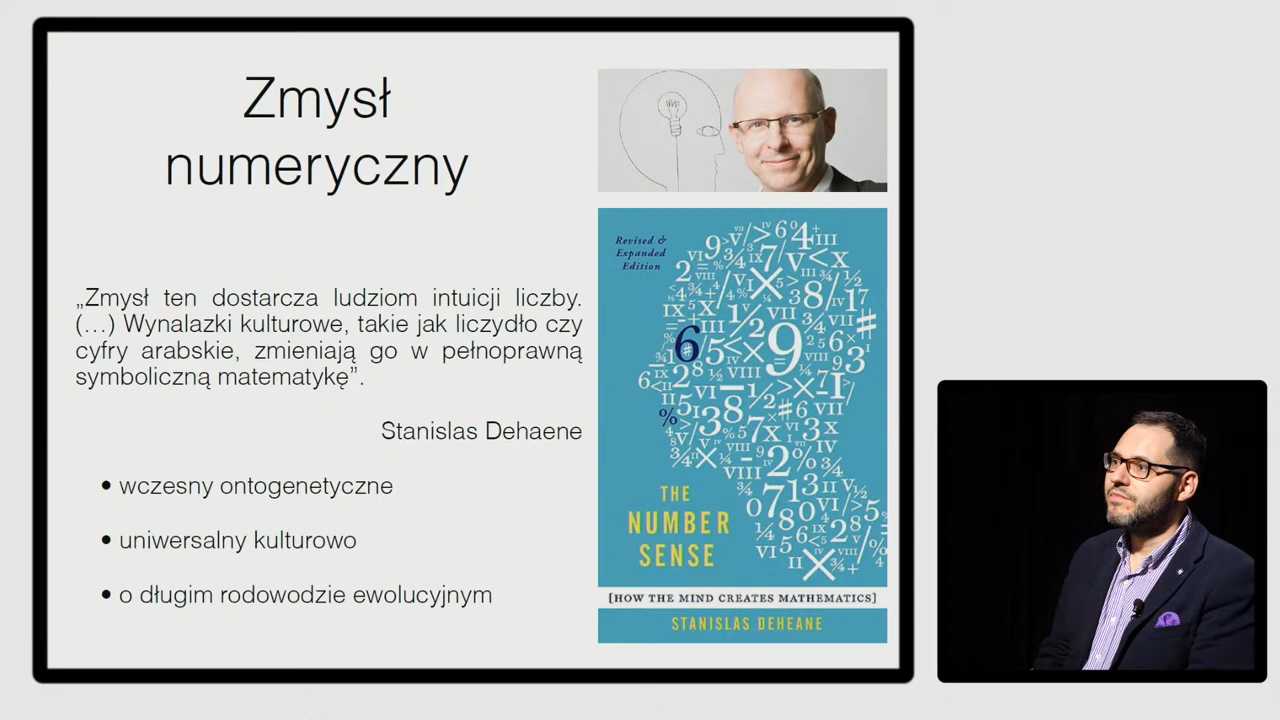 Zmysł
numeryczny
„Zmysł ten dostarcza ludziom intuicji liczby.
(…) Wynalazki kulturowe, takie jak liczydło czy
cyfry arabskie, zmieniają go w pełnoprawną
symboliczną matematykę”.
Stanislas Dehaene
• wczesny ontogenetyczne
• uniwersalny kulturowo
• o długim rodowodzie ewolucyjnym
Revised &
Expanded
Edition
THE
NUMBER
SENSE
[HOW THE MIND CREATES MATHEMATICS]
STANISLAS DEHEANE